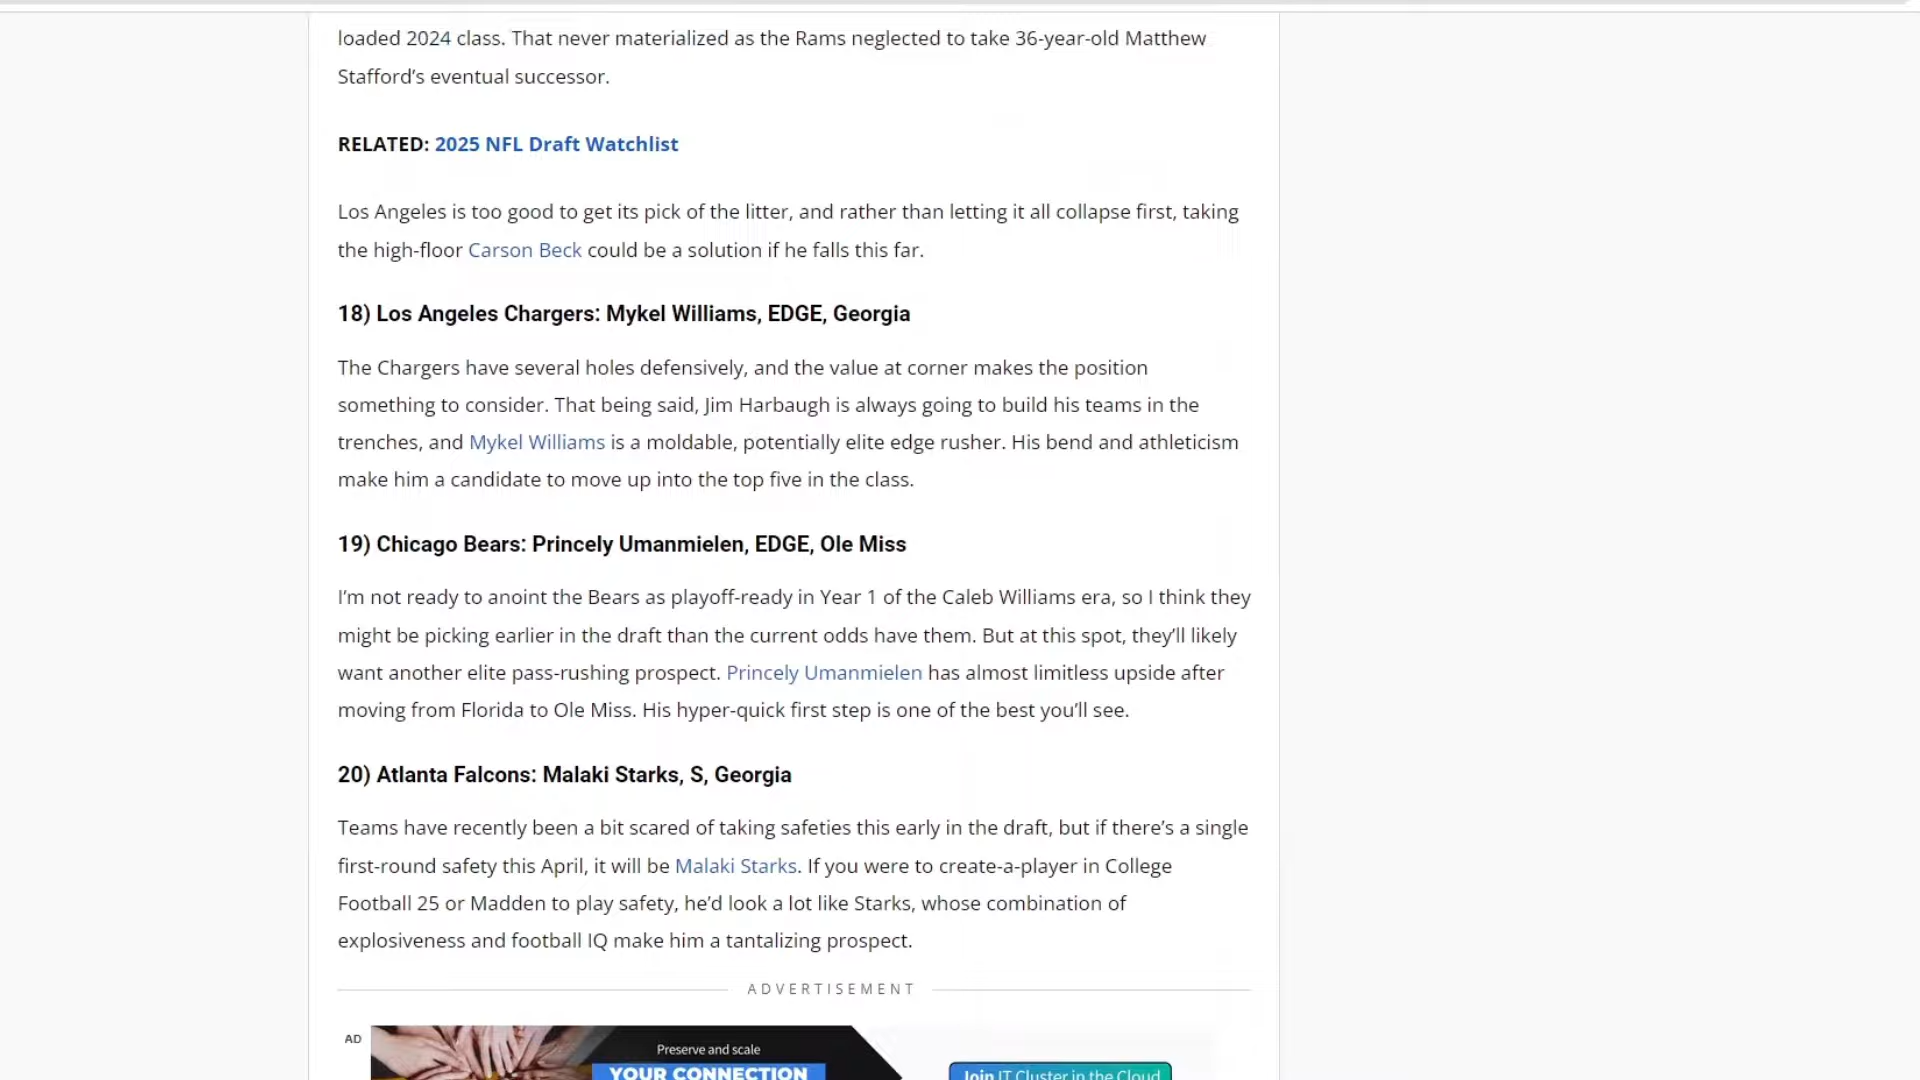 loaded 2024 class. That never materialized as the Rams neglected to take 36-year-old Matthew
Stafford’s eventual successor.
RELATED: 2025 NFL Draft Watchlist
Los Angeles is too good to get its pick of the litter, and rather than letting it all collapse first, taking
the high-floor Carson Beck could be a solution if he falls this far.
18) Los Angeles Chargers: Mykel Williams, EDGE, Georgia
The Chargers have several holes defensively, and the value at corner makes the position
something to consider. That being said, Jim Harbaugh is always going to build his teams in the
trenches, and Mykel Williams is a moldable, potentially elite edge rusher. His bend and athleticism
make him a candidate to move up into the top five in the class.
19) Chicago Bears: Princely Umanmielen, EDGE, Ole Miss
I’m not ready to anoint the Bears as playoff-ready in Year 1 of the Caleb Williams era, so I think they
might be picking earlier in the draft than the current odds have them. But at this spot, they’ll likely
want another elite pass-rushing prospect. Princely Umanmielen has almost limitless upside after
moving from Florida to Ole Miss. His hyper-quick first step is one of the best you’ll see.
20) Atlanta Falcons: Malaki Starks, S, Georgia
Teams have recently been a bit scared of taking safeties this early in the draft, but if there’s a single
first-round safety this April, it will be Malaki Starks. If you were to create-a-player in College
Football 25 or Madden to play safety, he’d look a lot like Starks, whose combination of
explosiveness and football IQ make him a tantalizing prospect.
ADVERTISEMENT
AD
Preserve and scale
YOUR CONNECTION
Join IT Cluster in the Cloud